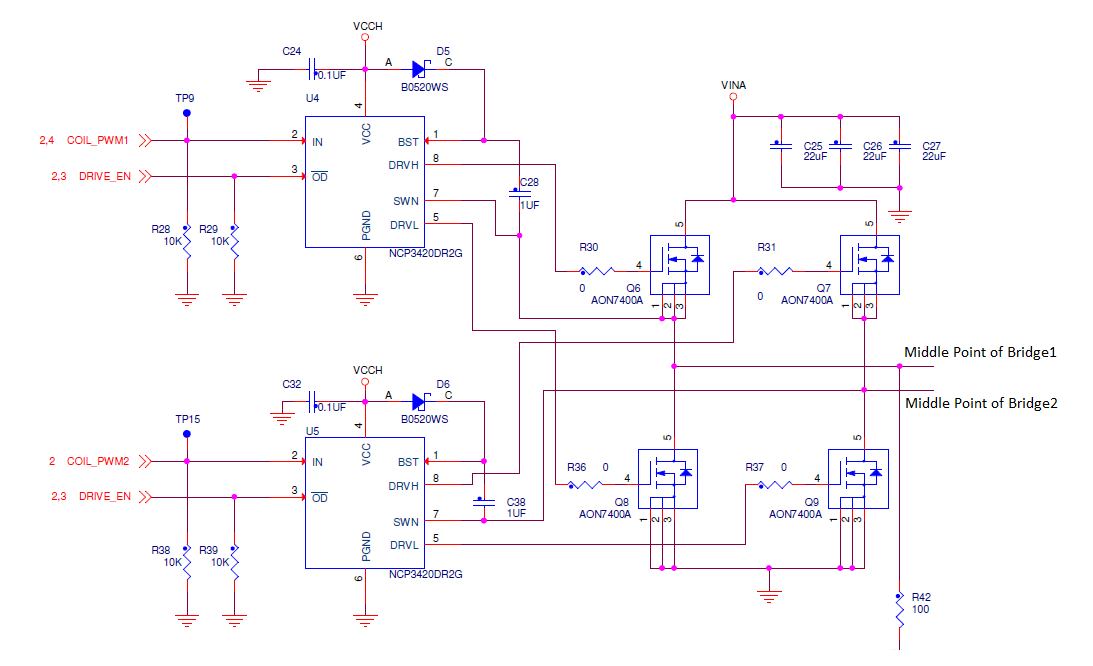 VCCH
C24
0.1UF
A
D5
C
B0520WS
TP9
U4
4
2,4 COIL_PWM1
2
IN
VCC
BST
1
DRVH
8
2,3 DRIVE_EN
3
OD
SWN
7
C28
1UF
DRVL
5
PGND
R28
10K
R29
10K
6
NCP3420DR2G
VINA
C25
22uF
C26
22uF
C27
22uF
5
5
R30
0
4
Q6
AON7400A
1
2
3
R31
0
4
Q7
AON7400A
1
2
3
Middle Point of Bridge1
Middle Point of Bridge2
VCCH
C32
0.1UF
A
D6
C
B0520WS
TP15
U5
4
2 COIL_PWM2
2
IN
VCC
BST
1
DRVH
8
2,3 DRIVE_EN
3
OD
SWN
7
C38
1UF
DRVL
5
PGND
R38
10K
R39
10K
6
NCP3420DR2G
5
5
R36
0
4
Q8
AON7400A
1
2
3
R37
0
4
Q9
AON7400A
1
2
3
R42
100